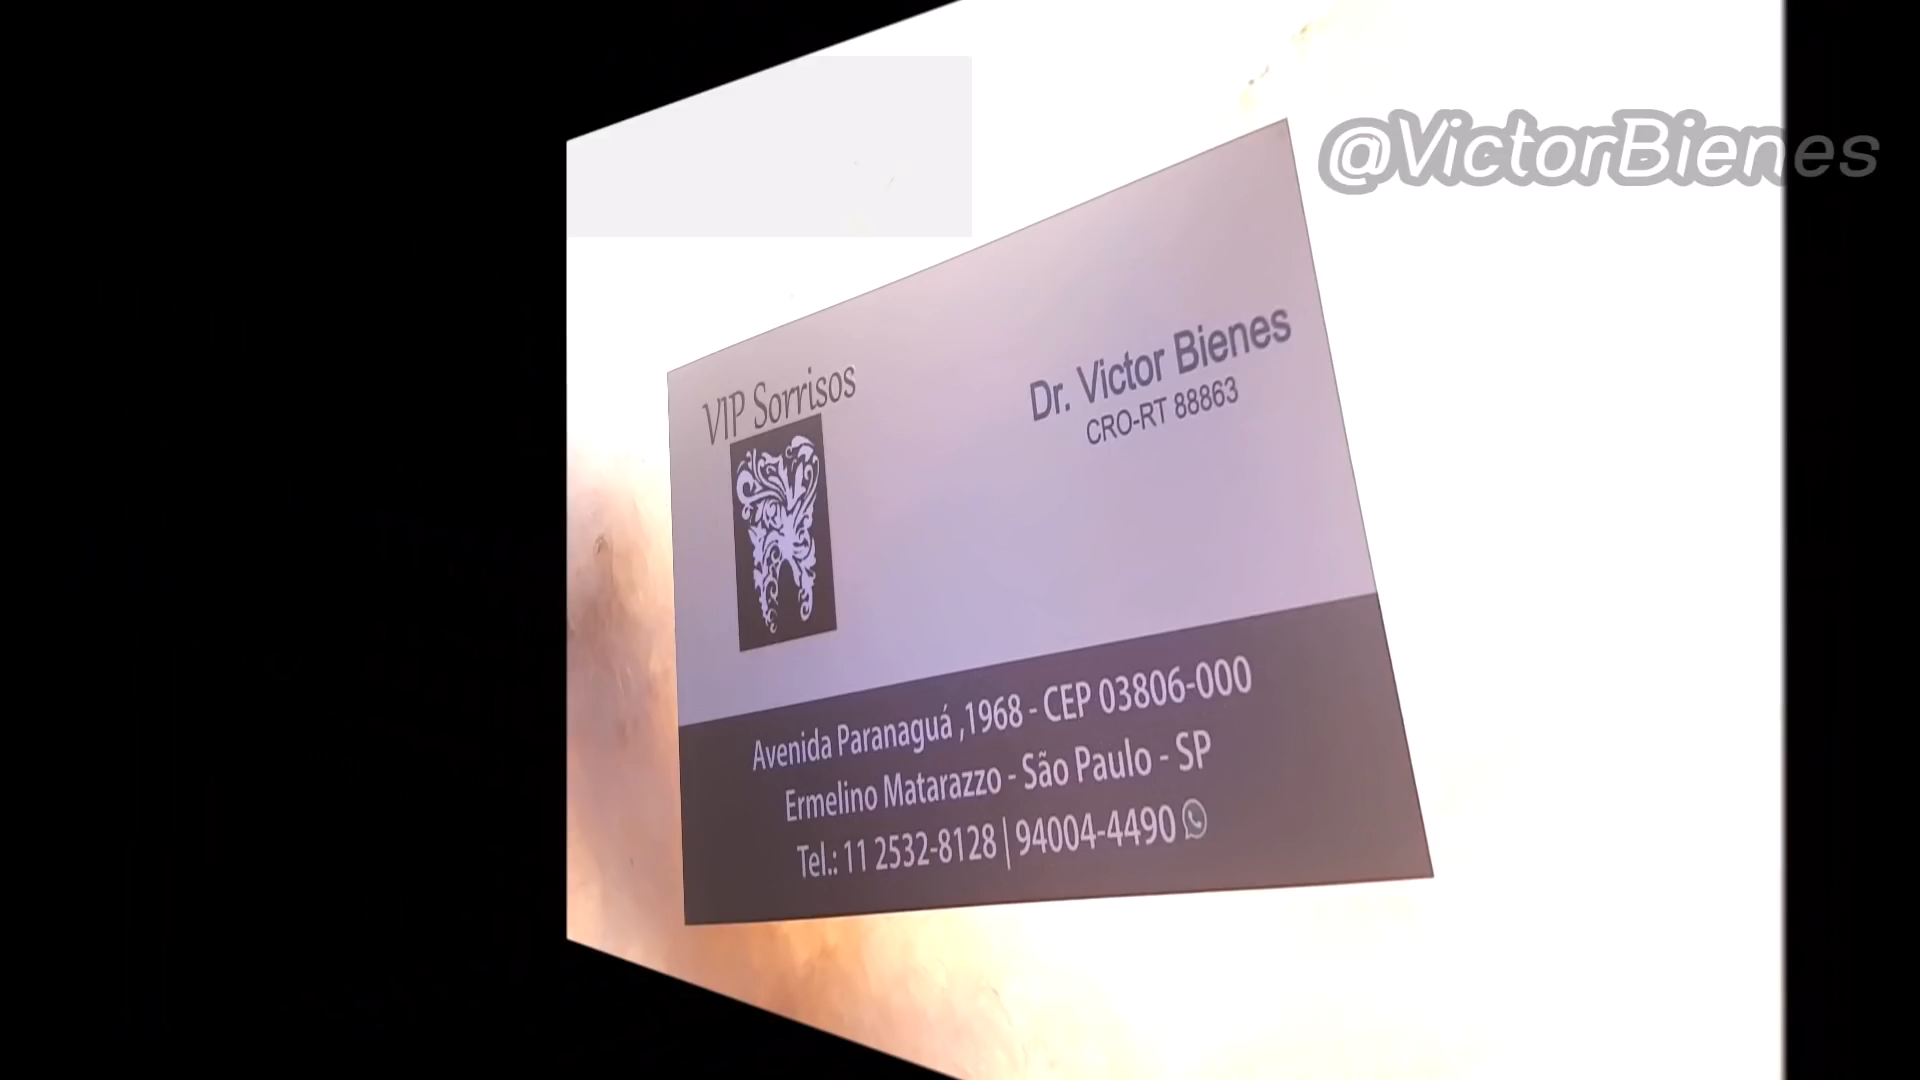 @VictorBienes
VIP Sorrisos
Dr. Victor Bienes
CRO-RT 88863
Avenida Paranaguá ,1968 - CEP 03806-000
Ermelino Matarazzo - São Paulo - SP
Tel.: 11 2532-8128 | 94004-4490